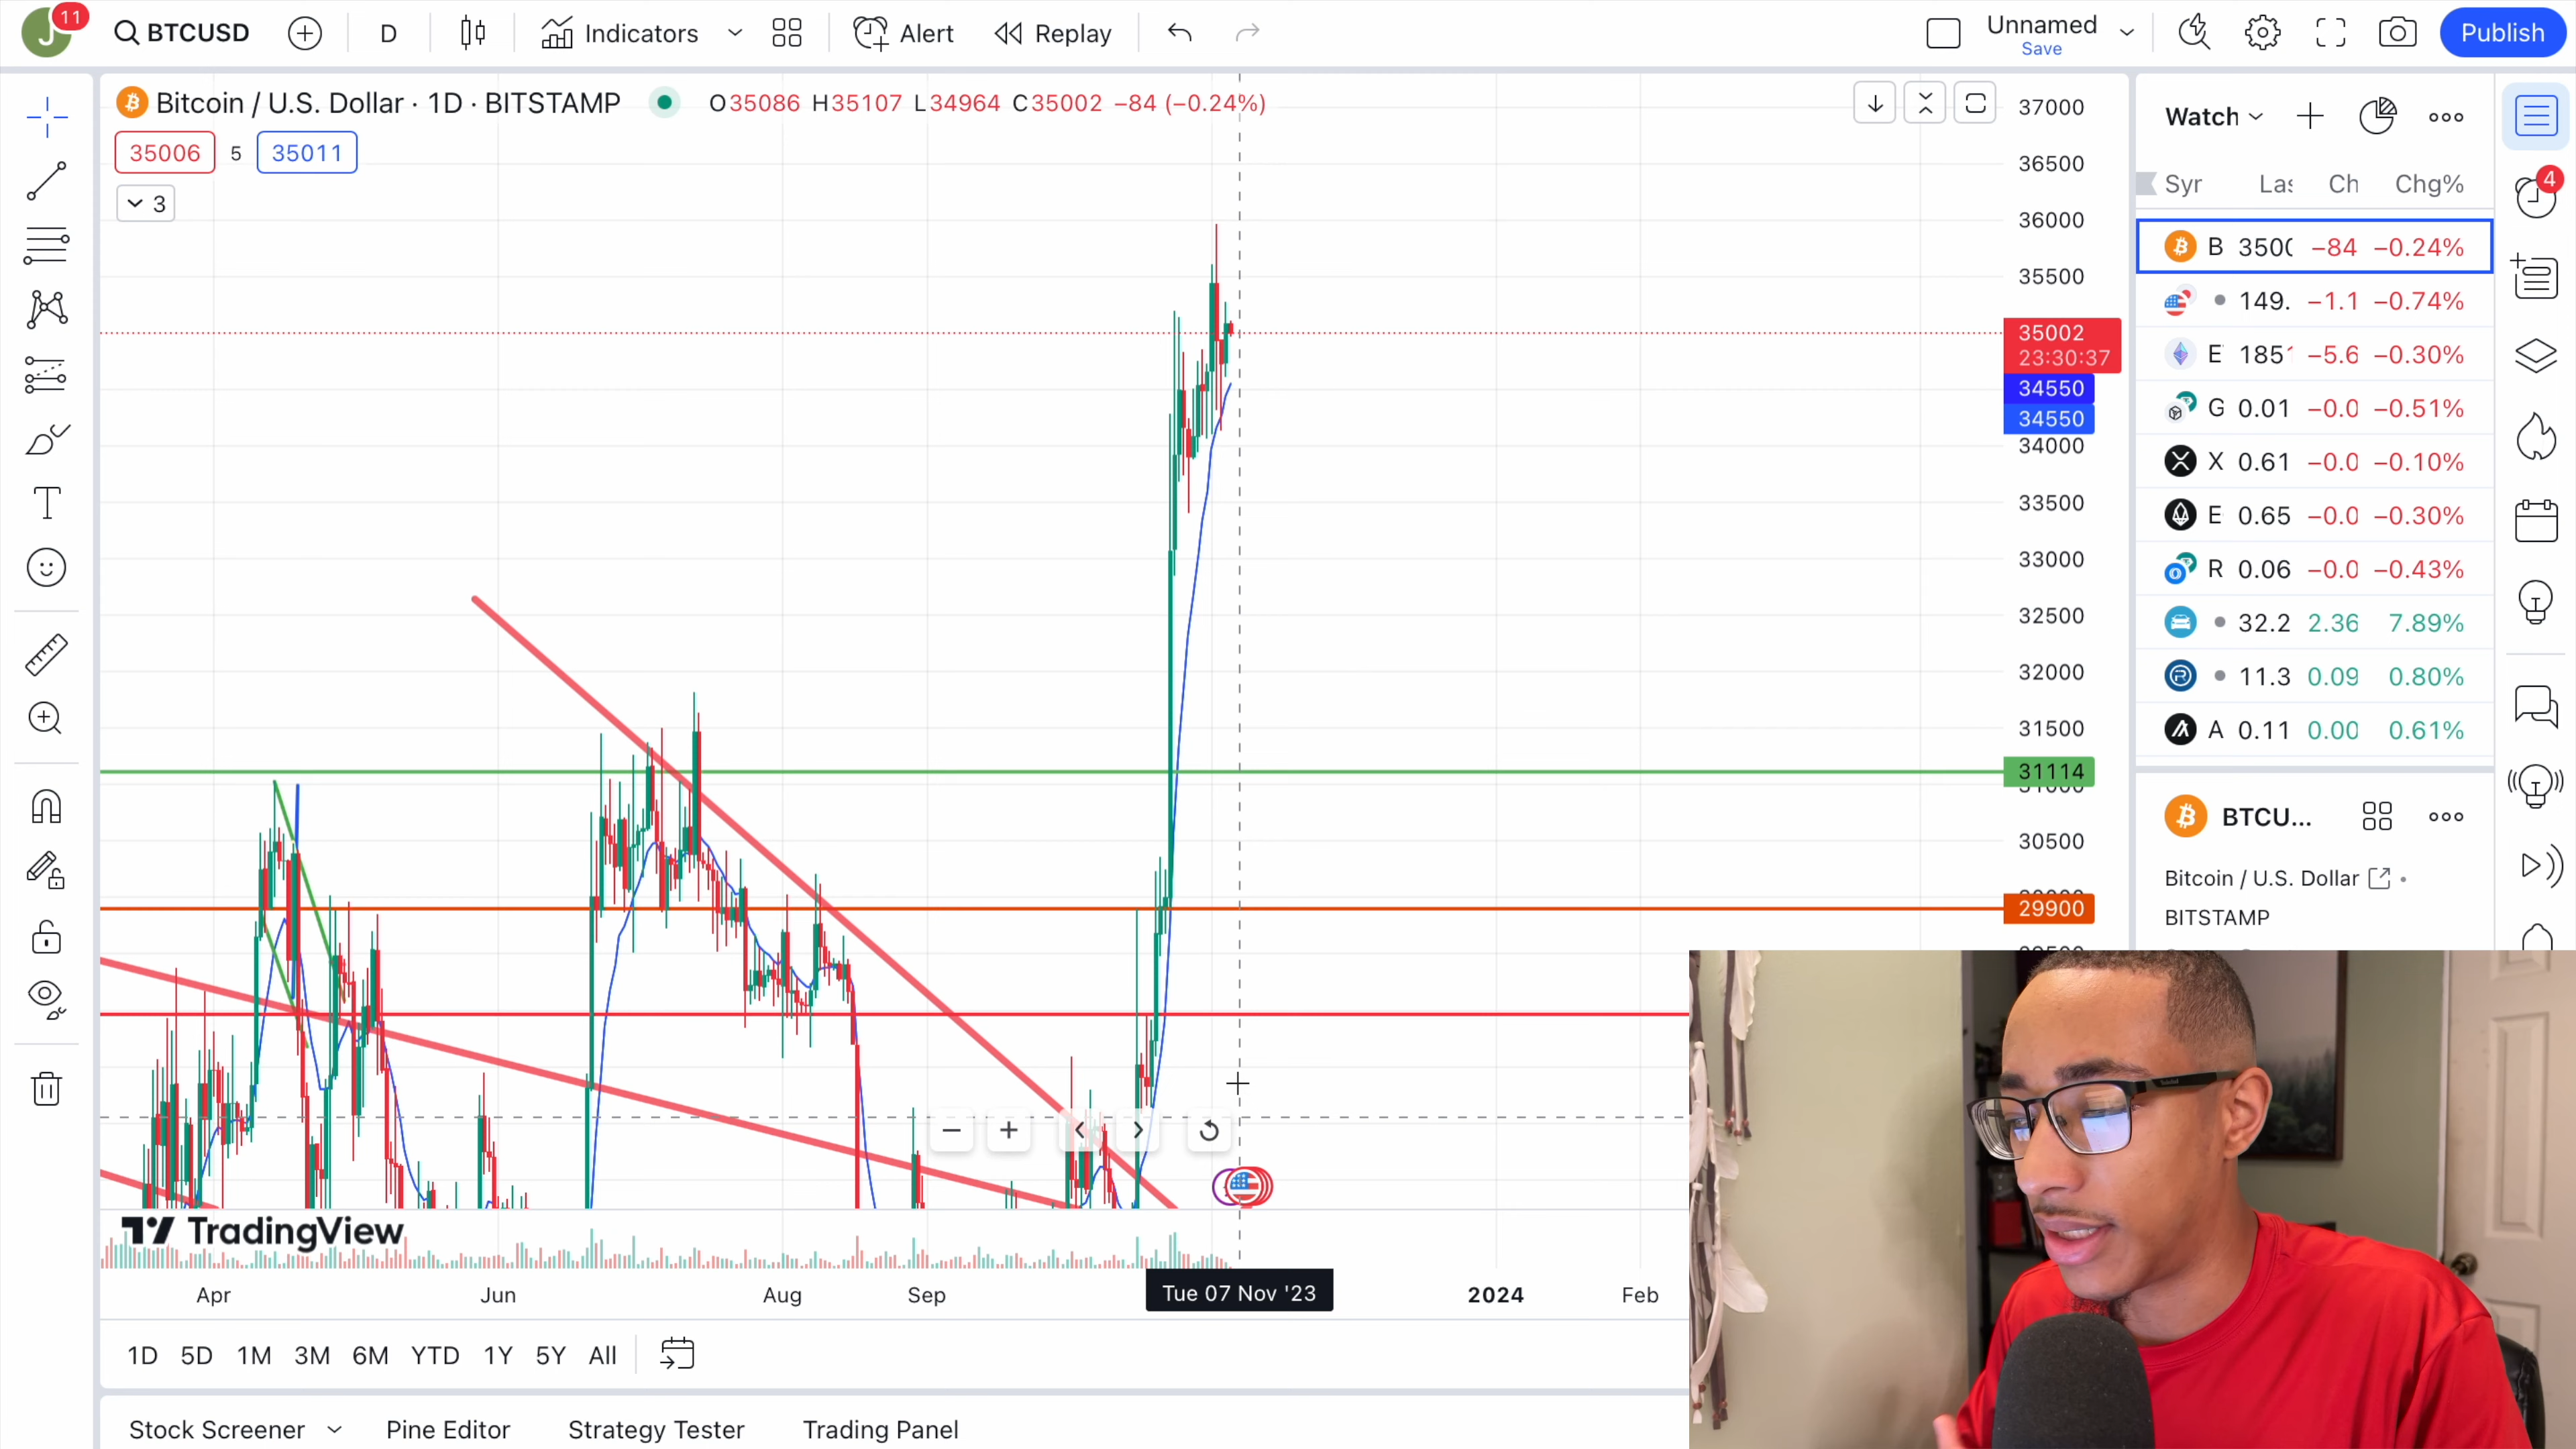 J 11 BTCUSD D Indicators Alert Replay Unnamed Save Publish
Bitcoin / U.S. Dollar · 1D · BITSTAMP O35086 H35107 L34964 C35002 −84 (−0.24%)
35006 5 35011
3
37000
36500
36000
35500
35002
23:30:37
34550
34550
34000
33500
33000
32500
32000
31500
31114
30500
29900
TradingView
Apr Jun Aug Sep Tue 07 Nov '23 2024 Feb
1D 5D 1M 3M 6M YTD 1Y 5Y All
Stock Screener Pine Editor Strategy Tester Trading Panel
Watch
Syr Las Ch Chg%
B 3500 −84 −0.24%
149. −1.1 −0.74%
E 185 −5.6 −0.30%
G 0.01 −0.0 −0.51%
X 0.61 −0.0 −0.10%
E 0.65 −0.0 −0.30%
R 0.06 −0.0 −0.43%
32.2 2.36 7.89%
11.3 0.09 0.80%
A 0.11 0.00 0.61%
4
BTCU...
Bitcoin / U.S. Dollar
BITSTAMP